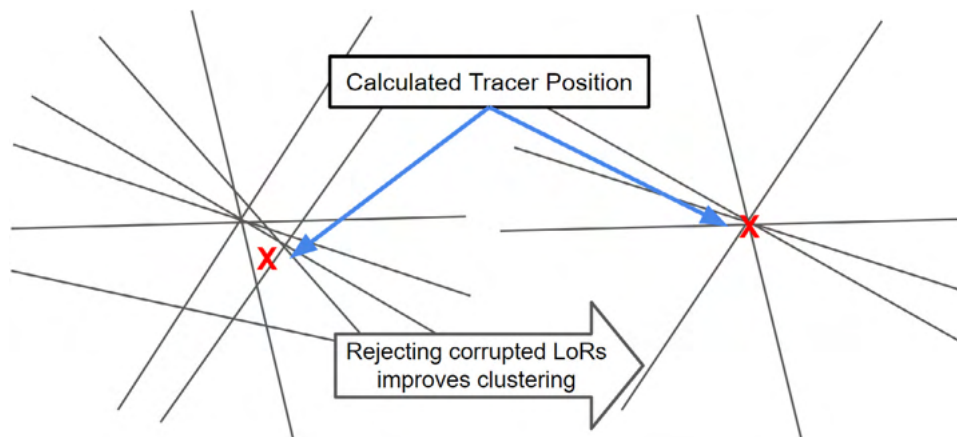 Calculated Tracer Position
X
X
Rejecting corrupted LoRs
improves clustering